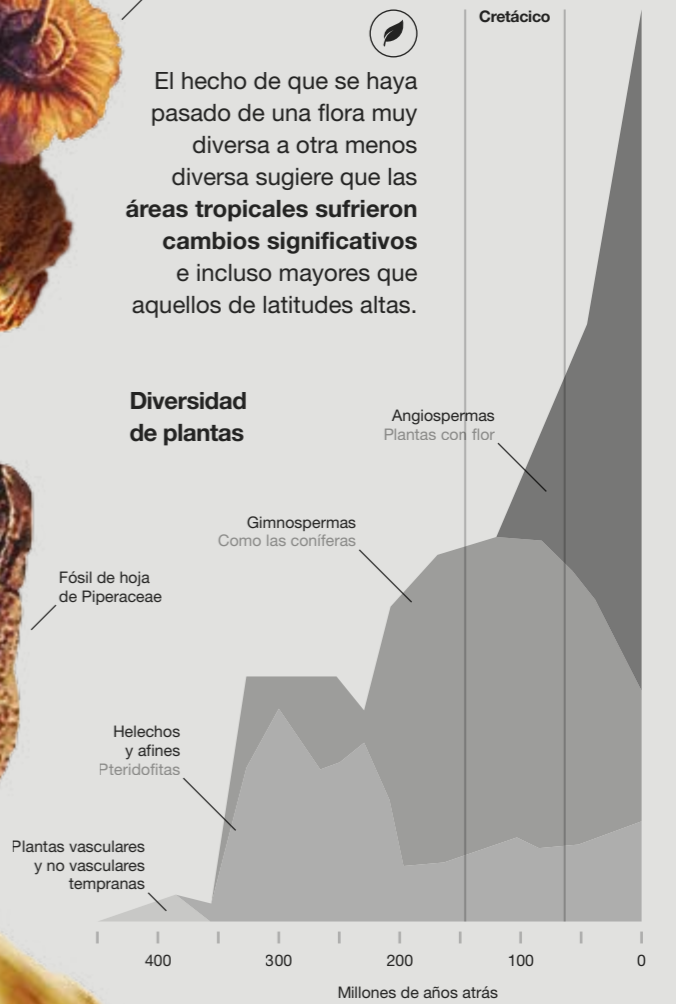 Cretácico
El hecho de que se haya
pasado de una flora muy
diversa a otra menos
diversa sugiere que las
áreas tropicales sufrieron
cambios significativos
e incluso mayores que
aquellos de latitudes altas.
Diversidad
de plantas
Angiospermas
Plantas con flor
Gimnospermas
Como las coníferas
Fósil de hoja
de Piperaceae
Helechos
y afines
Pteridofitas
Plantas vasculares
y no vasculares
tempranas
400 300 200 100 0
Millones de años atrás